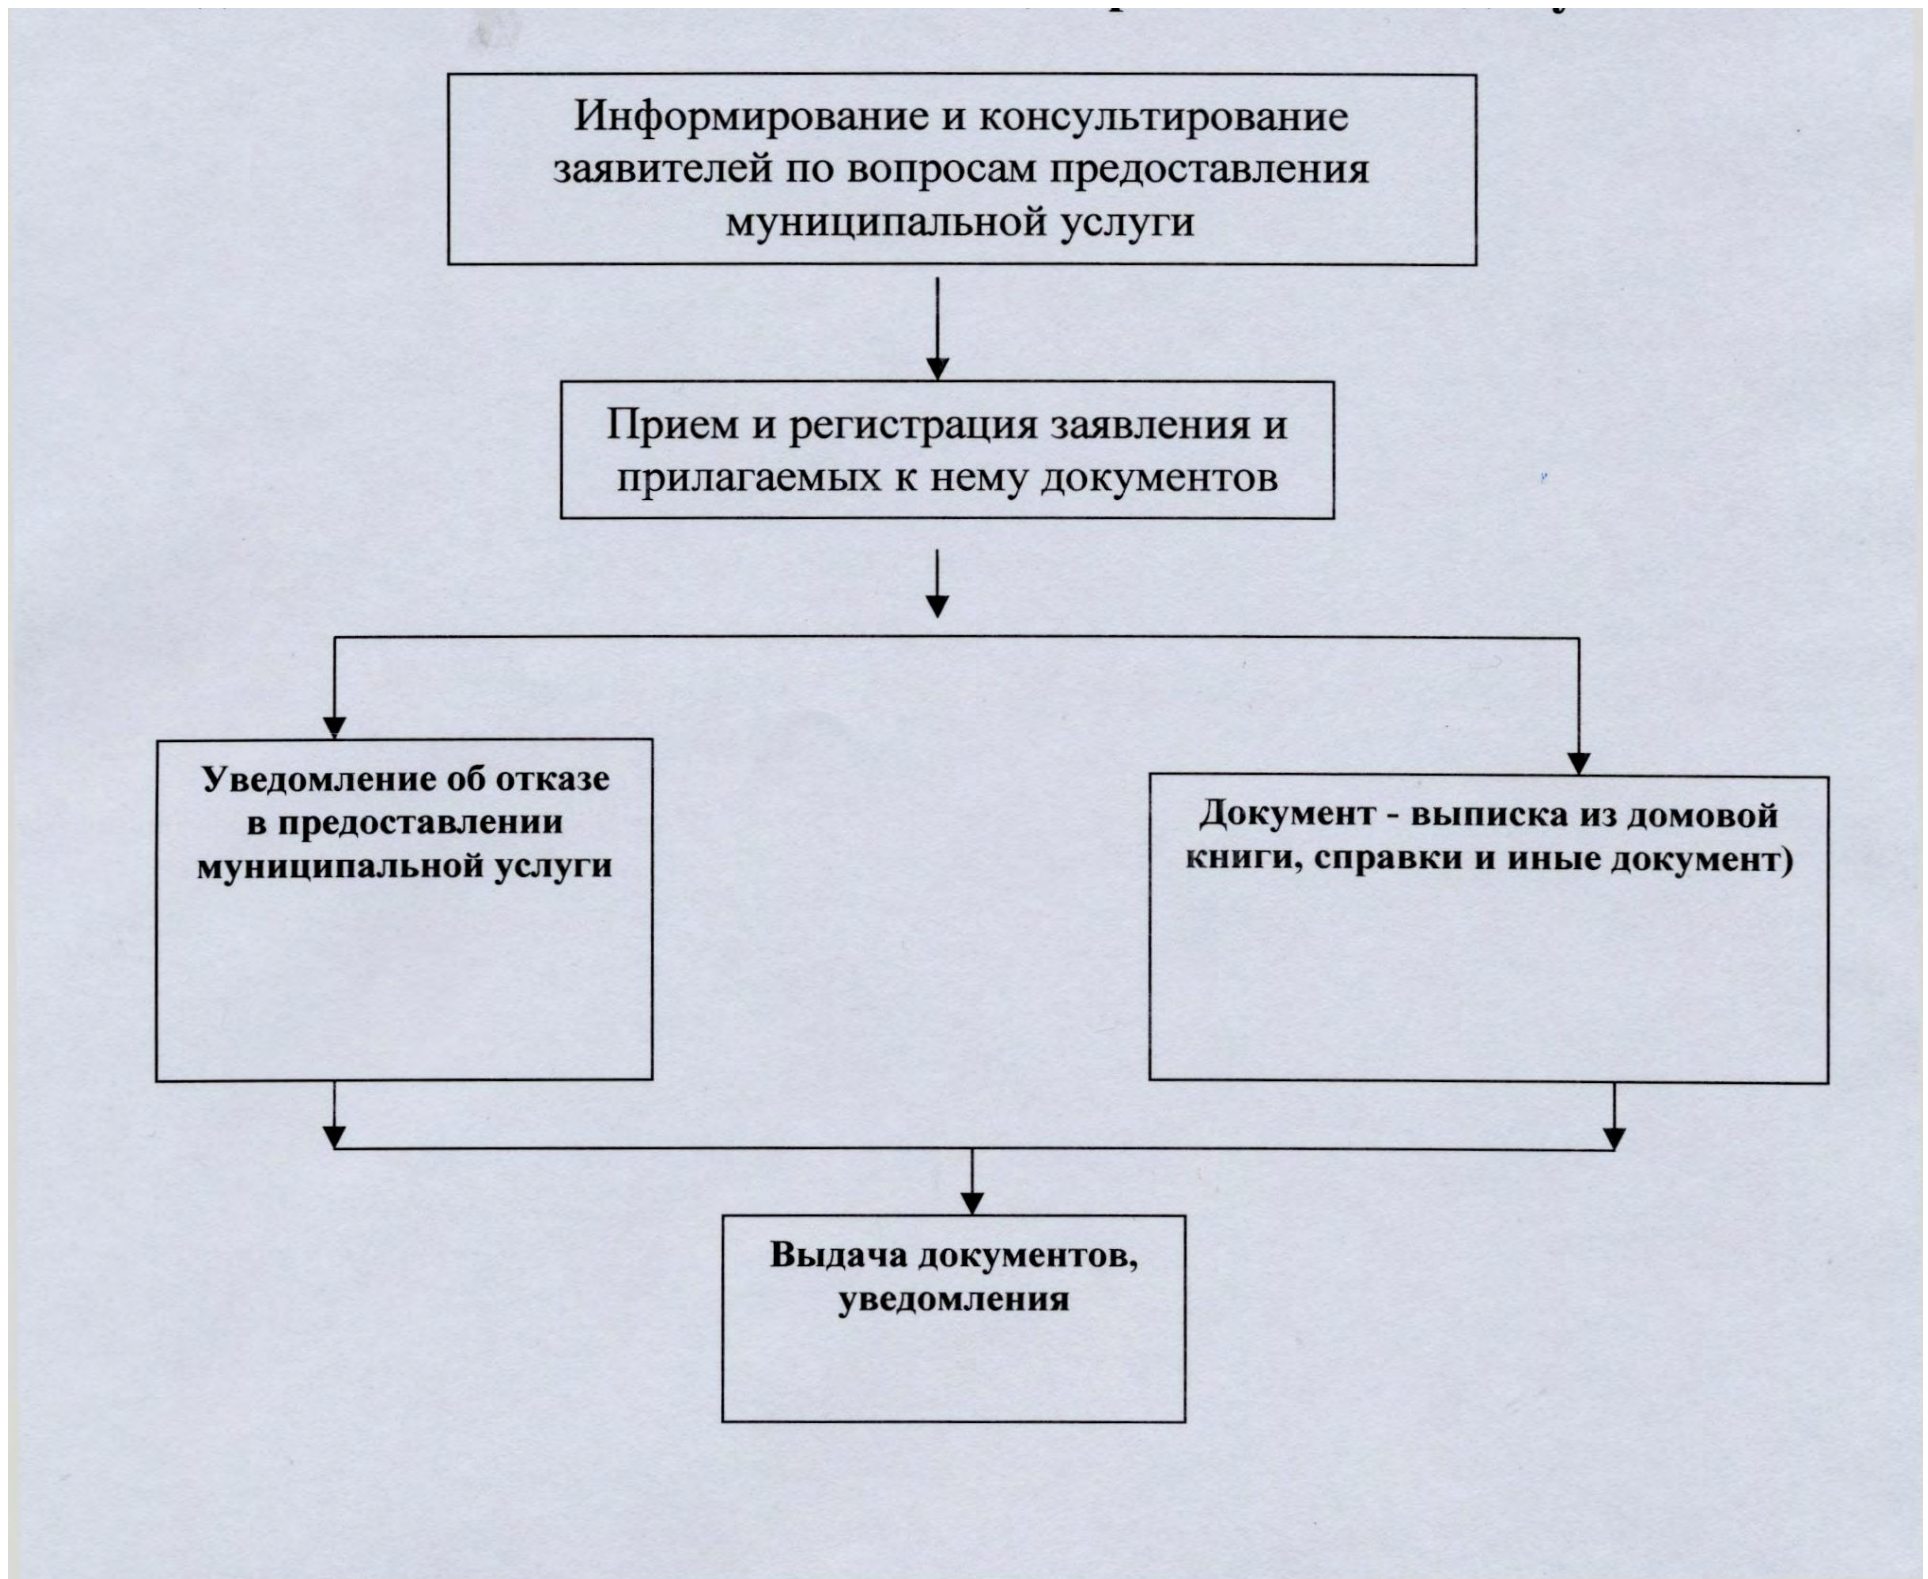 Информирование и консультирование
заявителей по вопросам предоставления
муниципальной услуги
Прием и регистрация заявления и
прилагаемых к нему документов
Уведомление об отказе
в предоставлении
муниципальной услуги
Документ - выписка из домовой
книги, справки и иные документ)
Выдача документов,
уведомления